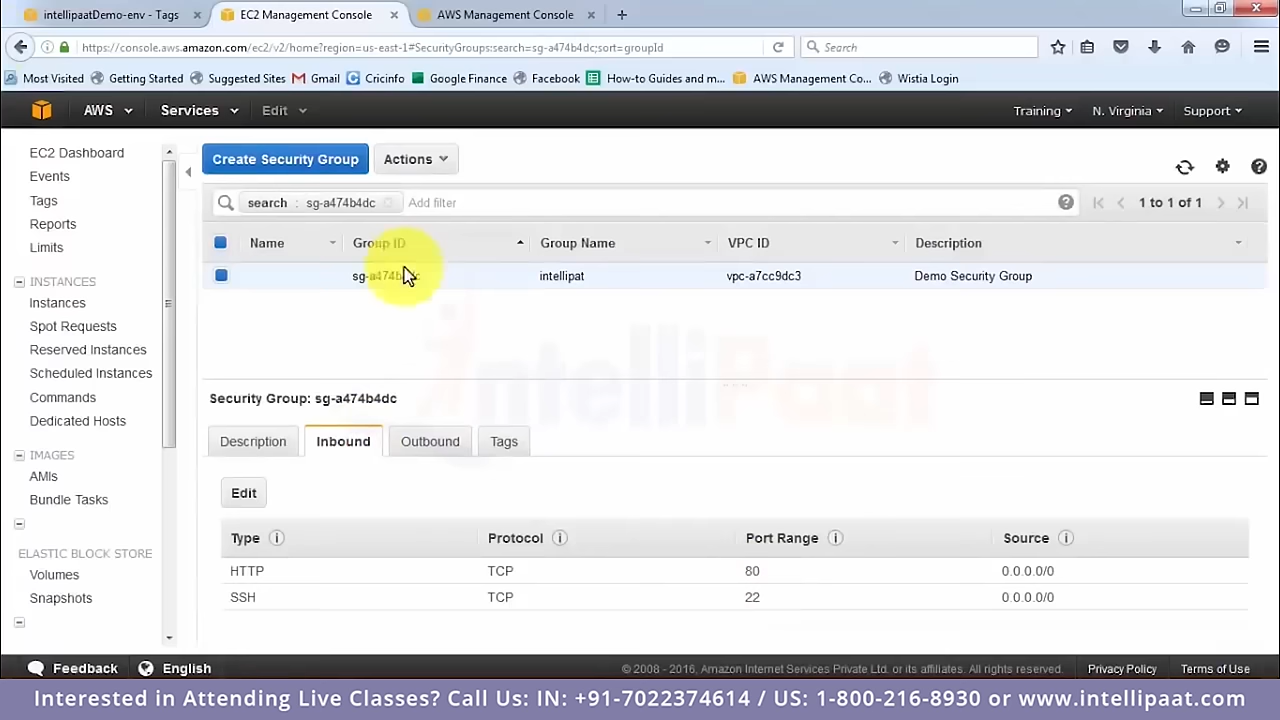 intellipaatDemo-env - Tags
EC2 Management Console
AWS Management Console
https://console.aws.amazon.com/ec2/v2/home?region=us-east-1#SecurityGroups:search=sg-a474b4dc;sort=groupId
Search
Most Visited Getting Started Suggested Sites Gmail Cricinfo Google Finance Facebook How-to Guides and m... AWS Management Co... Wistia Login
AWS Services Edit Training N. Virginia Support
EC2 Dashboard
Events
Tags
Reports
Limits
INSTANCES
Instances
Spot Requests
Reserved Instances
Scheduled Instances
Commands
Dedicated Hosts
IMAGES
AMIs
Bundle Tasks
ELASTIC BLOCK STORE
Volumes
Snapshots
Create Security Group Actions
search : sg-a474b4dc Add filter 1 to 1 of 1
Name Group ID Group Name VPC ID Description
sg-a474b4dc intellipat vpc-a7cc9dc3 Demo Security Group
intelliPaat
Security Group: sg-a474b4dc
Description Inbound Outbound Tags
Edit
Type Protocol Port Range Source
HTTP TCP 80 0.0.0.0/0
SSH TCP 22 0.0.0.0/0
Feedback English © 2008 - 2016, Amazon Internet Services Private Ltd. or its affiliates. All rights reserved. Privacy Policy Terms of Use
Interested in Attending Live Classes? Call Us: IN: +91-7022374614 / US: 1-800-216-8930 or www.intellipaat.com